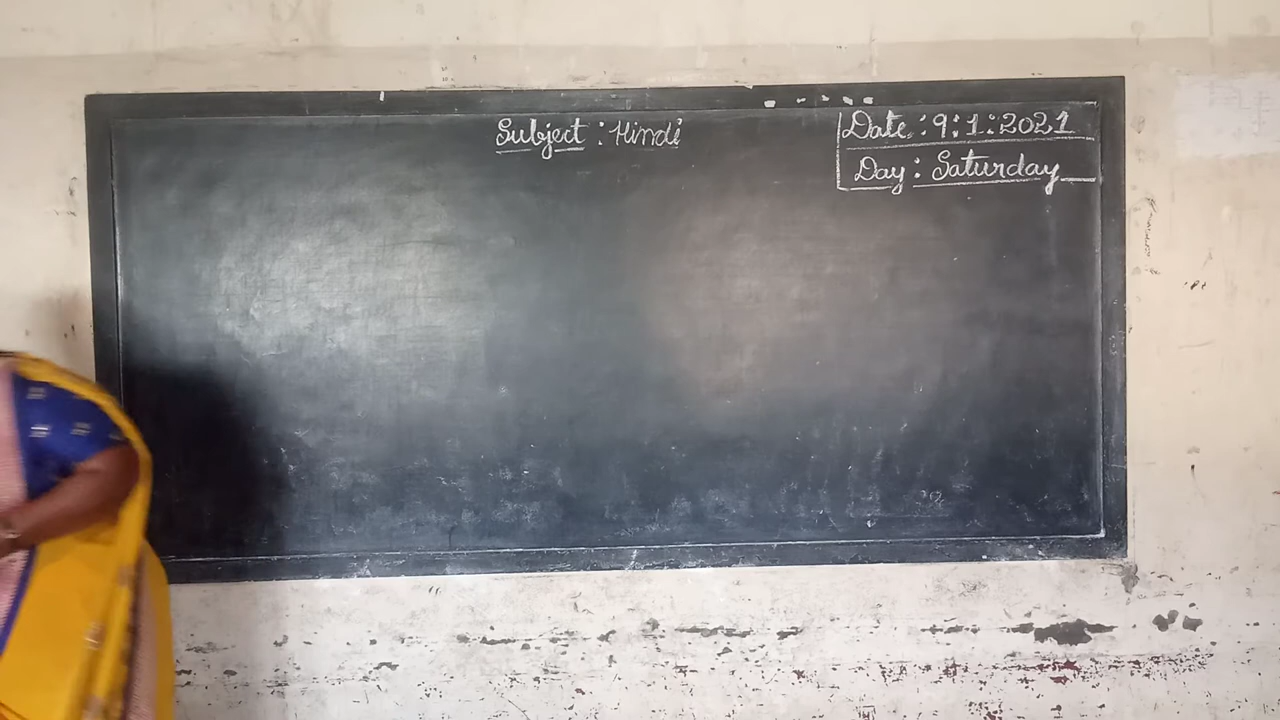 Subject : Hindi
Date : 9 : 1 : 2021
Day : Saturday